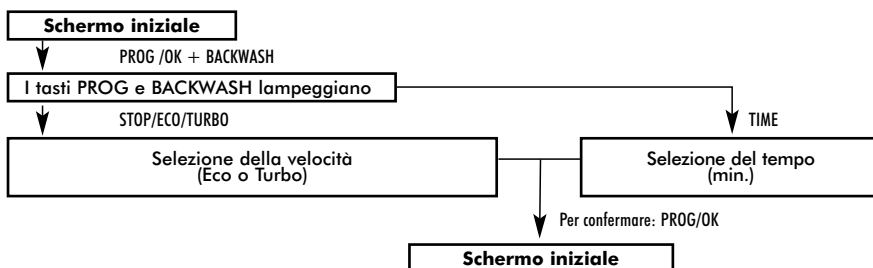 Schermo iniziale
PROG /OK + BACKWASH
I tasti PROG e BACKWASH lampeggiano
STOP/ECO/TURBO
TIME
Selezione della velocità
(Eco o Turbo)
Selezione del tempo
(min.)
Per confermare: PROG/OK
Schermo iniziale